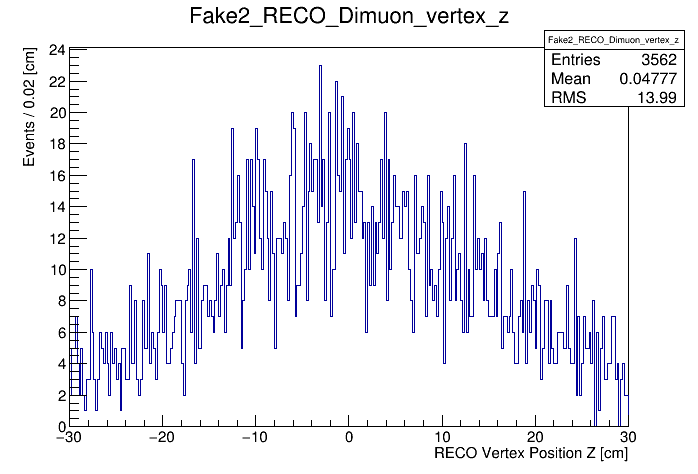 Fake2_RECO_Dimuon_vertex_z
Fake2_RECO_Dimuon_vertex_z
Entries 3562
Mean 0.04777
RMS 13.99
Events / 0.02 [cm]
24
22
20
18
16
14
12
10
8
6
4
2
0
−30 −20 −10 0 10 20 30
RECO Vertex Position Z [cm]